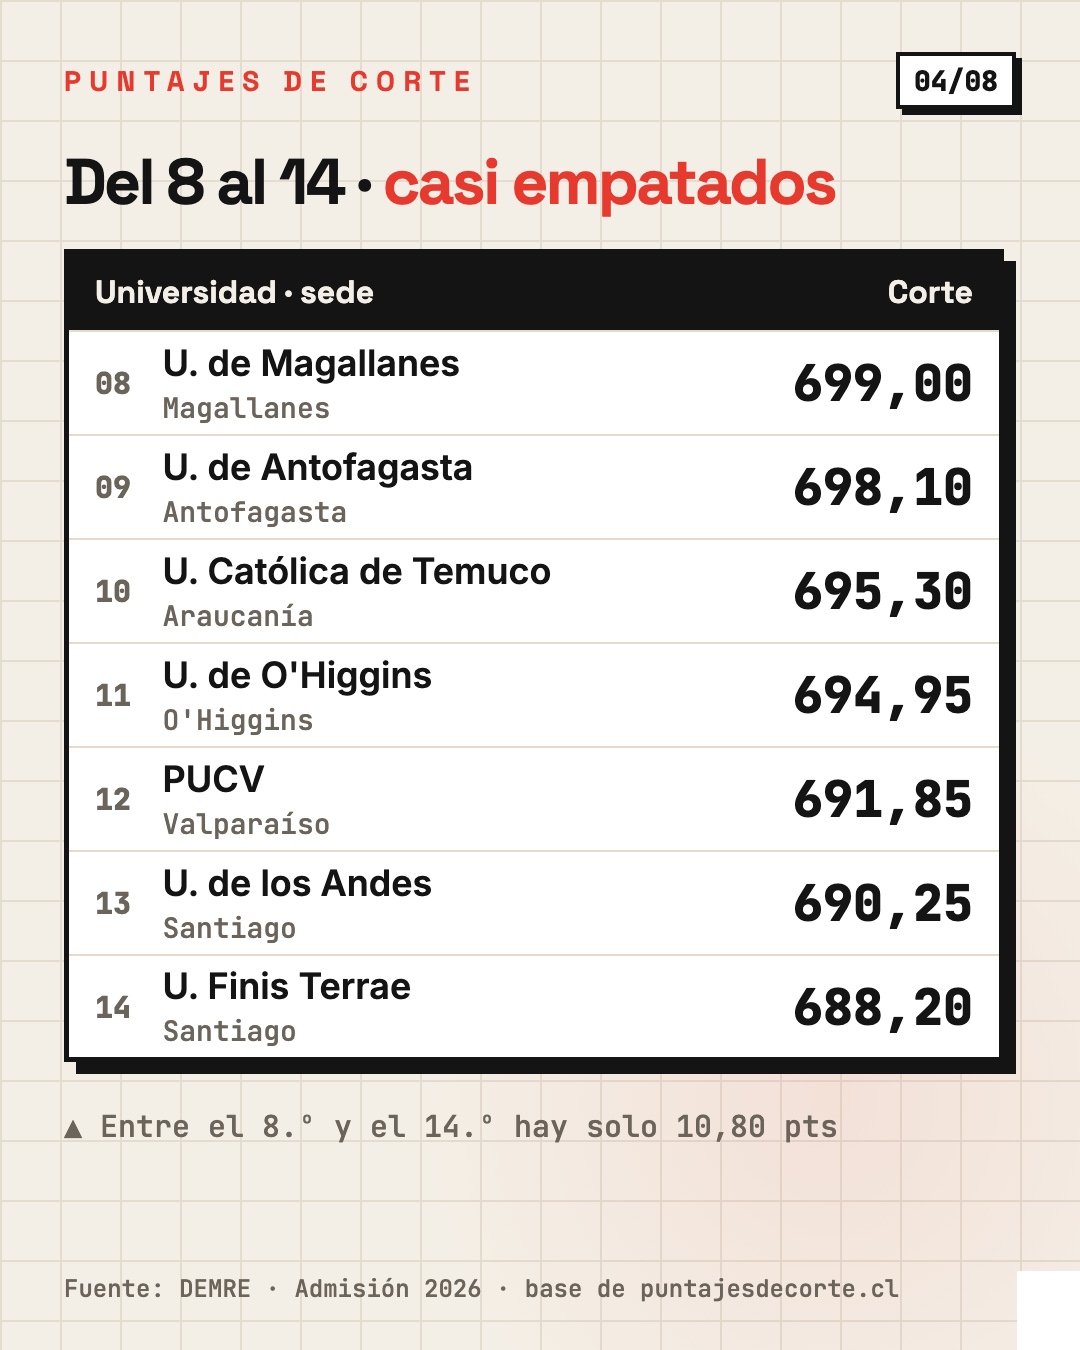 PUNTAJES DE CORTE
04/08
Del 8 al 14 · casi empatados
Universidad · sede Corte
08 U. de Magallanes 699,00
Magallanes
09 U. de Antofagasta 698,10
Antofagasta
10 U. Católica de Temuco 695,30
Araucanía
11 U. de O'Higgins 694,95
O'Higgins
12 PUCV 691,85
Valparaíso
13 U. de los Andes 690,25
Santiago
14 U. Finis Terrae 688,20
Santiago
▲ Entre el 8.° y el 14.° hay solo 10,80 pts
Fuente: DEMRE · Admisión 2026 · base de puntajesdecorte.cl